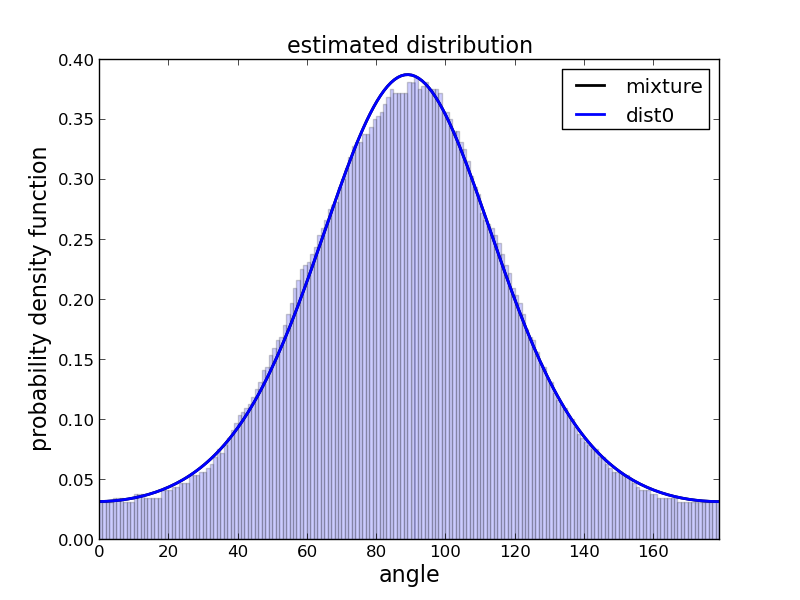 estimated distribution
mixture
dist0
probability density function
0.40
0.35
0.30
0.25
0.20
0.15
0.10
0.05
0.00
0 20 40 60 80 100 120 140 160
angle